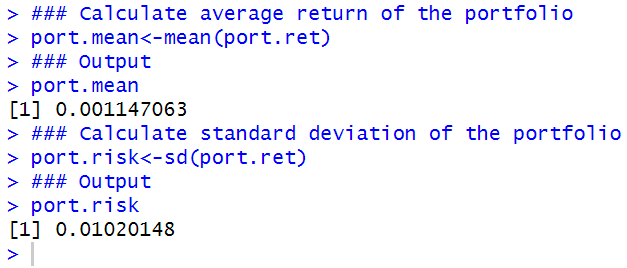 > ### Calculate average return of the portfolio
> port.mean<-mean(port.ret)
> ### Output
> port.mean
[1] 0.001147063
> ### Calculate standard deviation of the portfolio
> port.risk<-sd(port.ret)
> ### Output
> port.risk
[1] 0.01020148
>